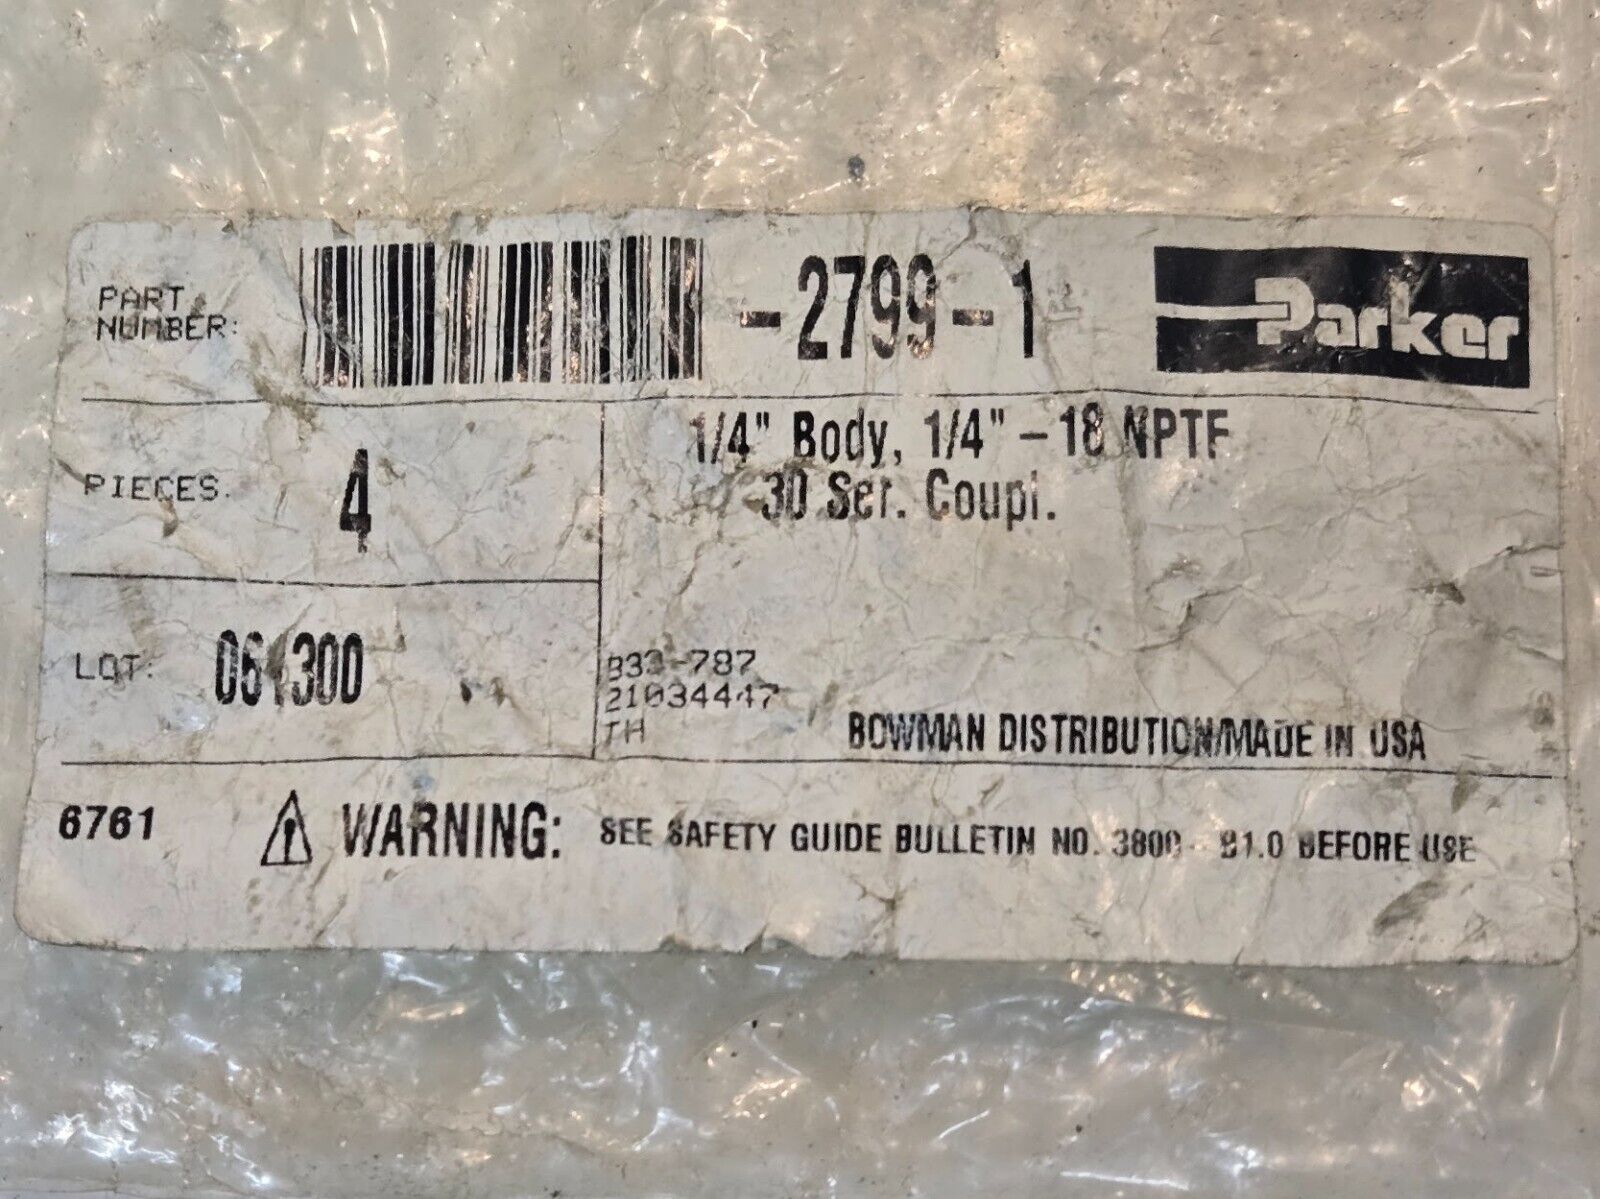 PART NUMBER:
-2799-1
Parker
PIECES.
4
1/4" Body, 1/4" - 18 NPTF
30 Ser. Coupl.
LOT: 061300
B33-787
21034447
TH
BOWMAN DISTRIBUTION/MADE IN USA
6761
WARNING: SEE SAFETY GUIDE BULLETIN NO. 3800 - B1.0 BEFORE USE